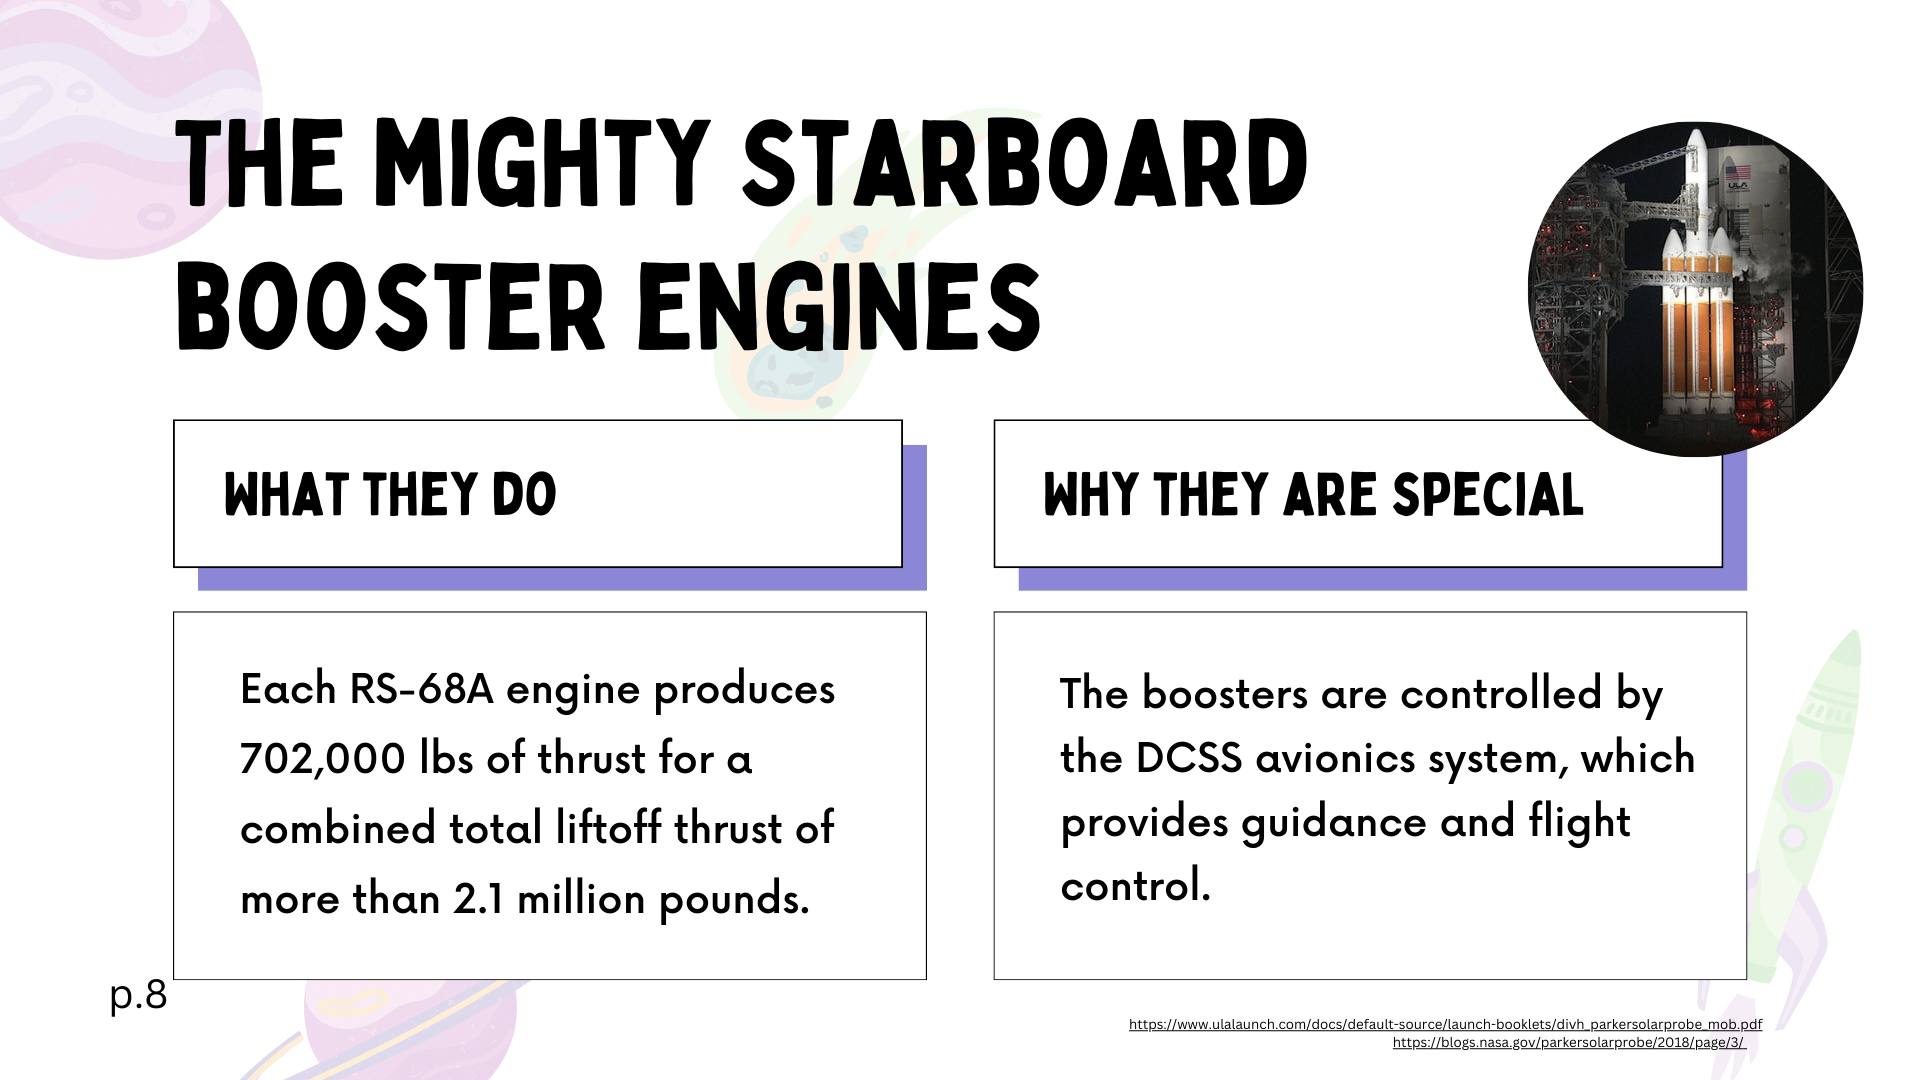 THE MIGHTY STARBOARD
BOOSTER ENGINES
ULA
WHAT THEY DO
WHY THEY ARE SPECIAL
Each RS-68A engine produces
702,000 lbs of thrust for a
combined total liftoff thrust of
more than 2.1 million pounds.
The boosters are controlled by
the DCSS avionics system, which
provides guidance and flight
control.
p.8
https://www.ulalaunch.com/docs/default-source/launch-booklets/divh_parkersolarprobe_mob.pdf
https://blogs.nasa.gov/parkersolarprobe/2018/page/3/